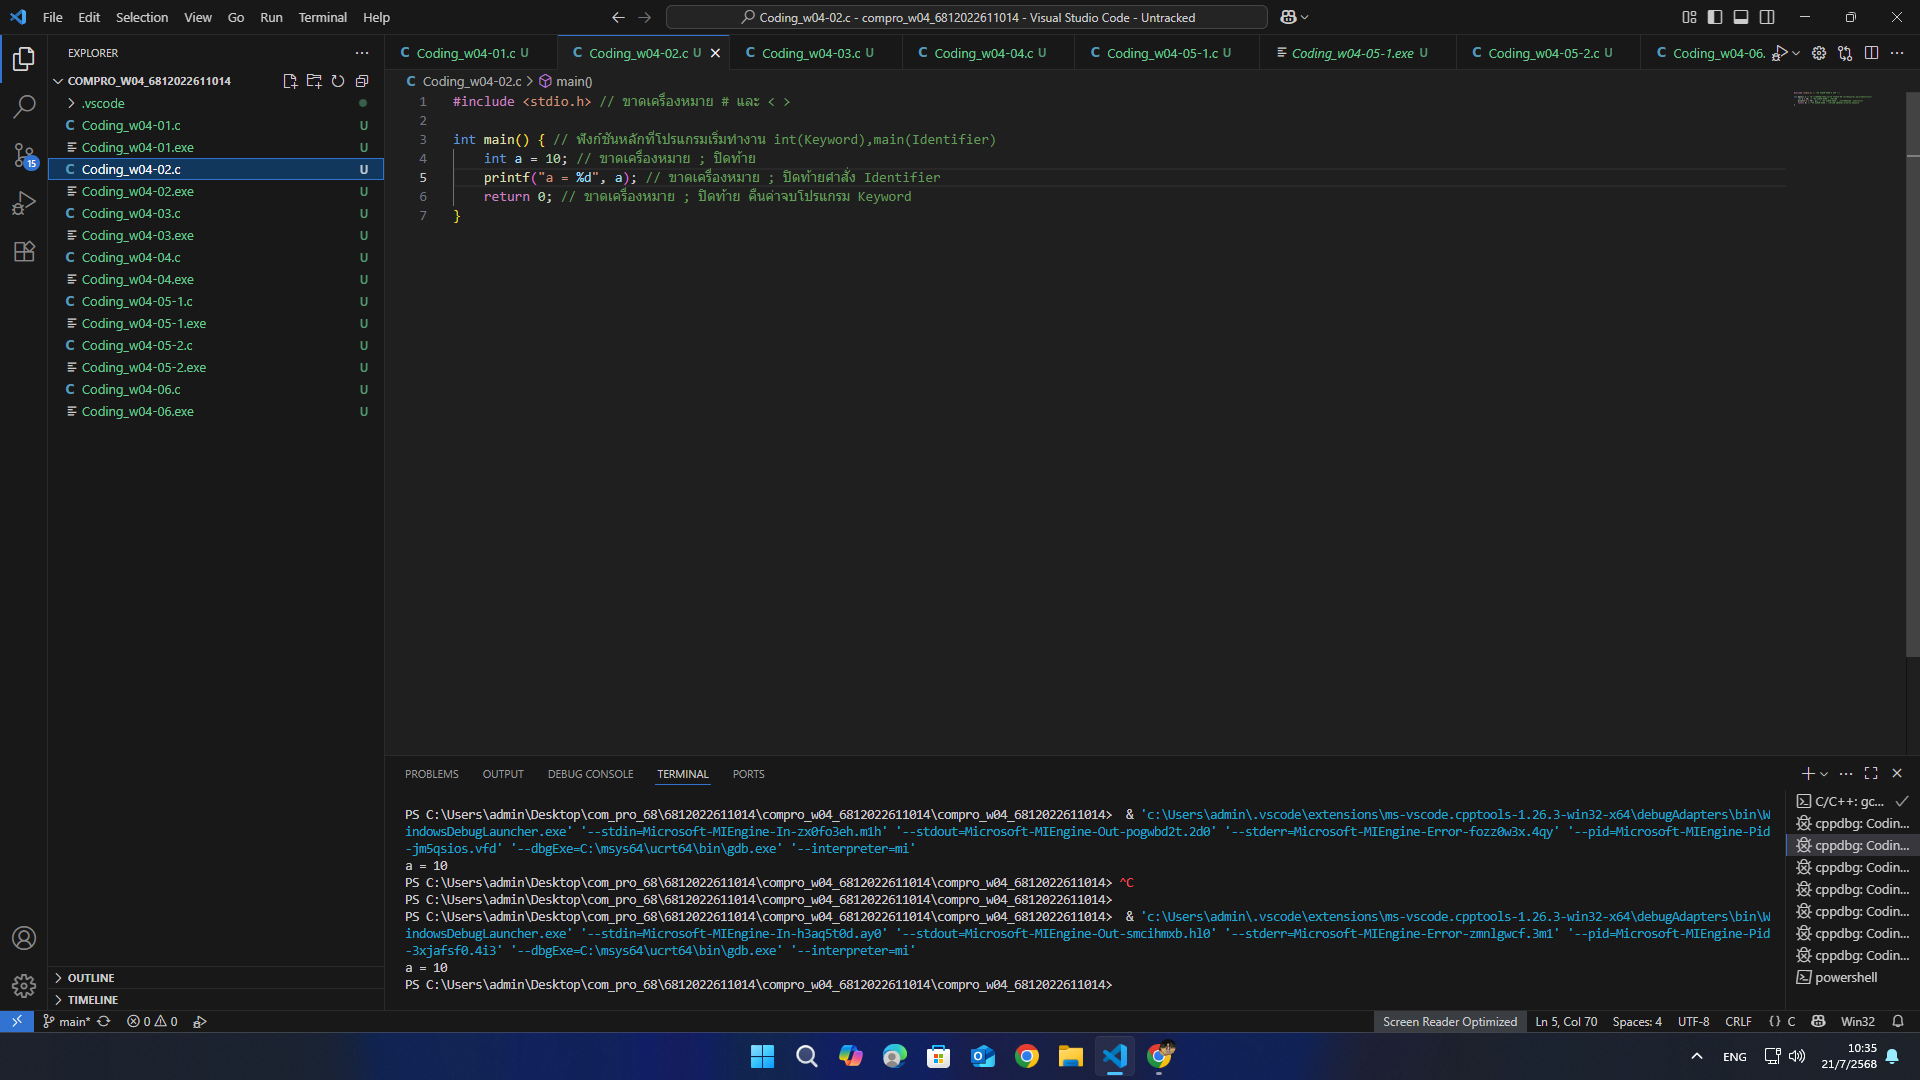 File Edit Selection View Go Run Terminal Help
Coding_w04-02.c - compro_w04_6812022611014 - Visual Studio Code - Untracked
EXPLORER
COMPRO_W04_6812022611014
.vscode
Coding_w04-01.c U
Coding_w04-01.exe U
Coding_w04-02.c U
Coding_w04-02.exe U
Coding_w04-03.c U
Coding_w04-03.exe U
Coding_w04-04.c U
Coding_w04-04.exe U
Coding_w04-05-1.c U
Coding_w04-05-1.exe U
Coding_w04-05-2.c U
Coding_w04-05-2.exe U
Coding_w04-06.c U
Coding_w04-06.exe U
OUTLINE
TIMELINE
15
Coding_w04-01.c U Coding_w04-02.c U Coding_w04-03.c U Coding_w04-04.c U Coding_w04-05-1.c U Coding_w04-05-1.exe U Coding_w04-05-2.c U Coding_w04-06.
Coding_w04-02.c > main()
1 #include <stdio.h> // ขาดเครื่องหมาย # และ < >
2
3 int main() { // ฟังก์ชันหลักที่โปรแกรมเริ่มทำงาน int(Keyword),main(Identifier)
4 int a = 10; // ขาดเครื่องหมาย ; ปิดท้าย
5 printf("a = %d", a); // ขาดเครื่องหมาย ; ปิดท้ายคำสั่ง Identifier
6 return 0; // ขาดเครื่องหมาย ; ปิดท้าย คืนค่าจบโปรแกรม Keyword
7 }
PROBLEMS OUTPUT DEBUG CONSOLE TERMINAL PORTS
PS C:\Users\admin\Desktop\com_pro_68\6812022611014\compro_w04_6812022611014\compro_w04_6812022611014> & 'c:\Users\admin\.vscode\extensions\ms-vscode.cpptools-1.26.3-win32-x64\debugAdapters\bin\W
indowsDebugLauncher.exe' '--stdin=Microsoft-MIEngine-In-zx0fo3eh.m1h' '--stdout=Microsoft-MIEngine-Out-pogwbd2t.2d0' '--stderr=Microsoft-MIEngine-Error-fozz0w3x.4qy' '--pid=Microsoft-MIEngine-Pid
-jm5qsios.vfd' '--dbgExe=C:\msys64\ucrt64\bin\gdb.exe' '--interpreter=mi'
a = 10
PS C:\Users\admin\Desktop\com_pro_68\6812022611014\compro_w04_6812022611014\compro_w04_6812022611014> ^C
PS C:\Users\admin\Desktop\com_pro_68\6812022611014\compro_w04_6812022611014\compro_w04_6812022611014>
PS C:\Users\admin\Desktop\com_pro_68\6812022611014\compro_w04_6812022611014\compro_w04_6812022611014> & 'c:\Users\admin\.vscode\extensions\ms-vscode.cpptools-1.26.3-win32-x64\debugAdapters\bin\W
indowsDebugLauncher.exe' '--stdin=Microsoft-MIEngine-In-h3aq5t0d.ay0' '--stdout=Microsoft-MIEngine-Out-smcihmxb.hl0' '--stderr=Microsoft-MIEngine-Error-zmnlgwcf.3m1' '--pid=Microsoft-MIEngine-Pid
-3xjafsf0.4i3' '--dbgExe=C:\msys64\ucrt64\bin\gdb.exe' '--interpreter=mi'
a = 10
PS C:\Users\admin\Desktop\com_pro_68\6812022611014\compro_w04_6812022611014\compro_w04_6812022611014>
C/C++: gc...
cppdbg: Codin...
cppdbg: Codin...
cppdbg: Codin...
cppdbg: Codin...
cppdbg: Codin...
cppdbg: Codin...
cppdbg: Codin...
powershell
main* 0 0 Screen Reader Optimized Ln 5, Col 70 Spaces: 4 UTF-8 CRLF {} C Win32
ENG 10:35
21/7/2568